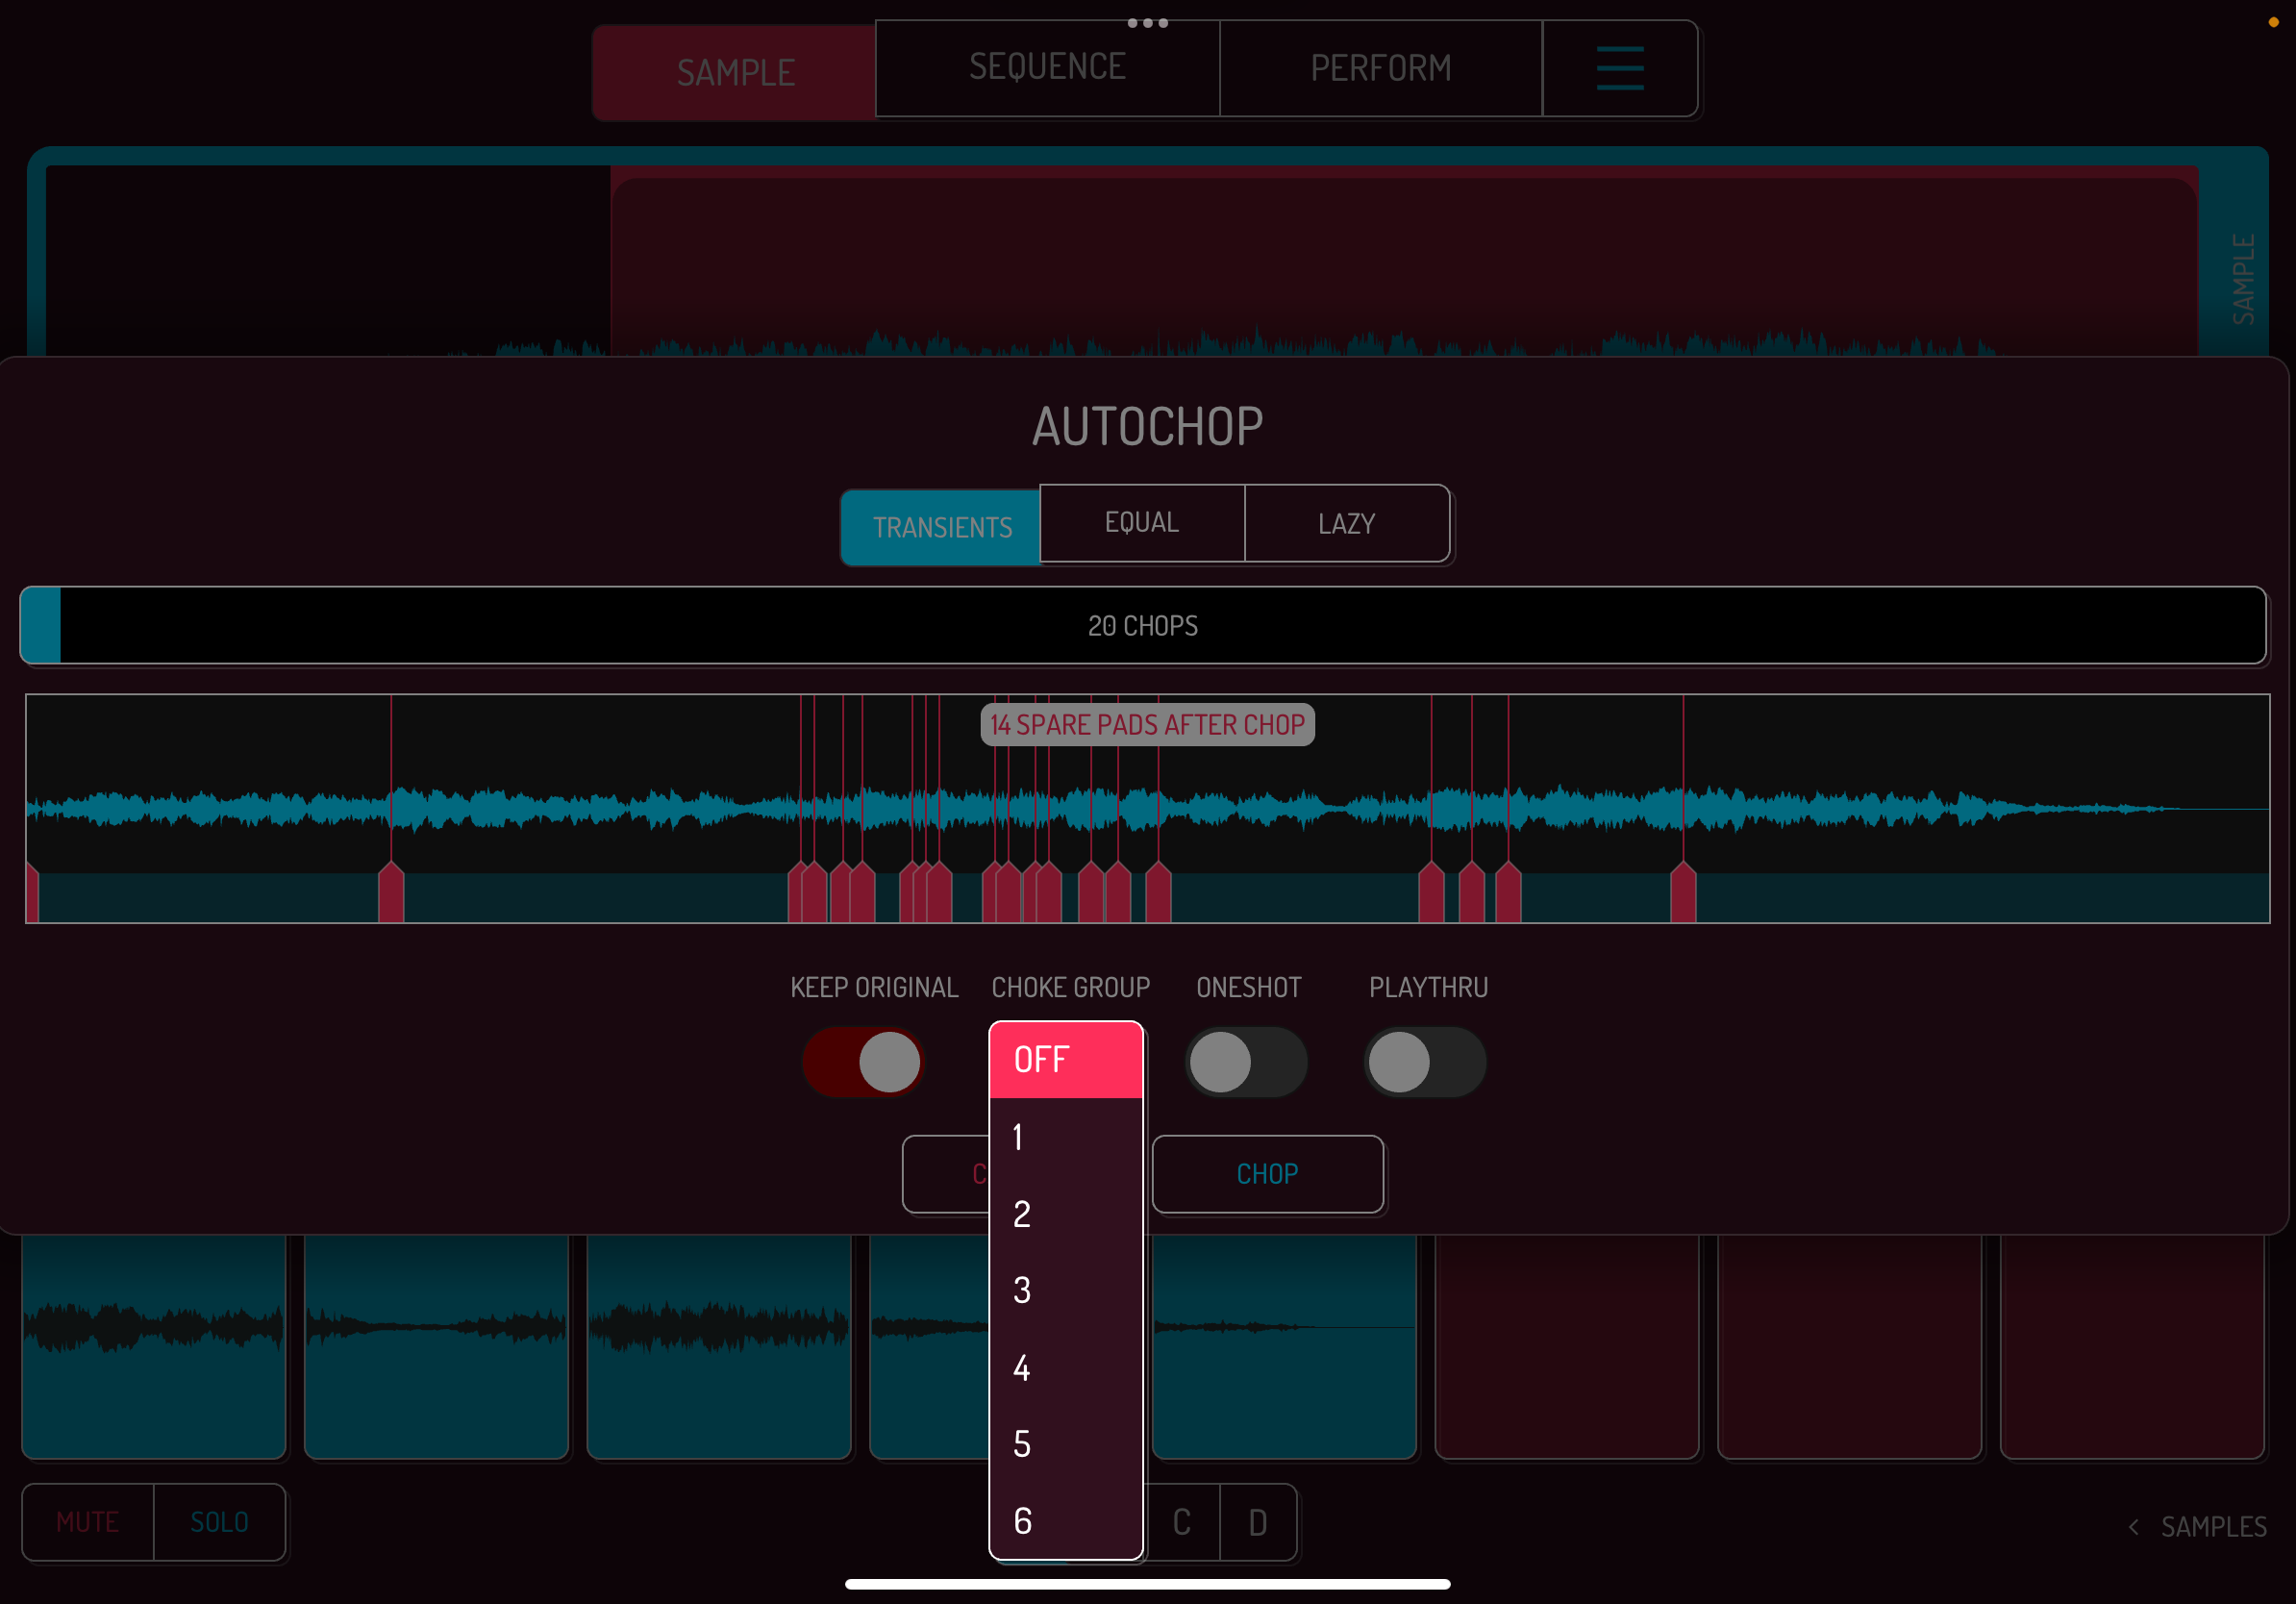 SAMPLE
SEQUENCE
PERFORM
SAMPLE
AUTOCHOP
TRANSIENTS
EQUAL
LAZY
20 CHOPS
14 SPARE PADS AFTER CHOP
KEEP ORIGINAL
CHOKE GROUP
ONESHOT
PLAYTHRU
OFF
1
2
3
4
5
6
C
CHOP
MUTE
SOLO
C
D
< SAMPLES